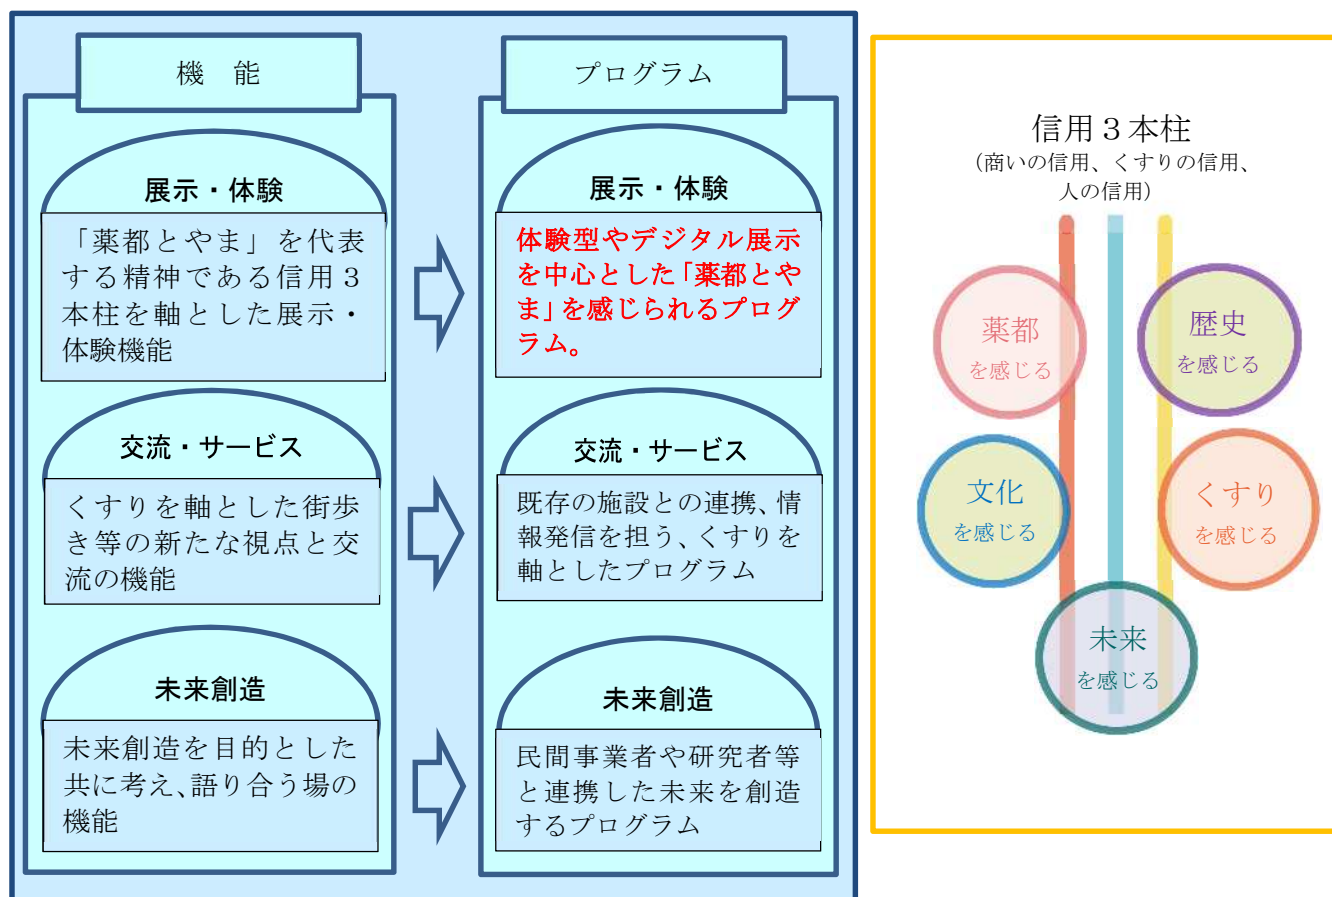 機 能
展示・体験
「薬都とやま」を代表
する精神である信用３
本柱を軸とした展示・
体験機能
交流・サービス
くすりを軸とした街歩
き等の新たな視点と交
流の機能
未来創造
未来創造を目的とした
共に考え、語り合う場の
機能
プログラム
展示・体験
体験型やデジタル展示
を中心とした「薬都とや
ま」を感じられるプログ
ラム。
交流・サービス
既存の施設との連携、情
報発信を担う、くすりを
軸としたプログラム
未来創造
民間事業者や研究者等
と連携した未来を創造
するプログラム
信用３本柱
（商いの信用、くすりの信用、
人の信用）
薬都
を感じる
歴史
を感じる
文化
を感じる
くすり
を感じる
未来
を感じる